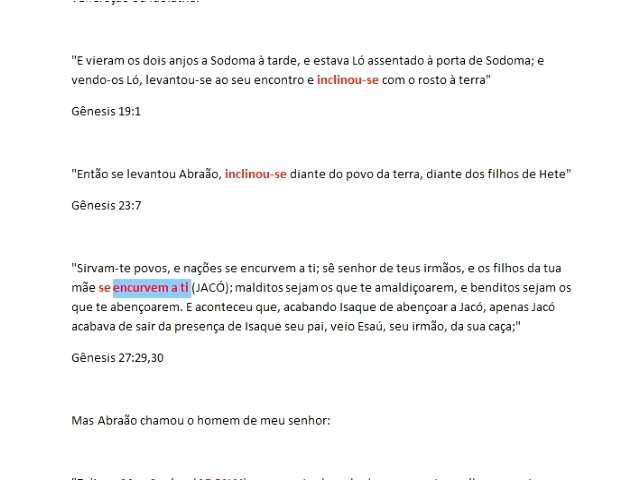 "E vieram os dois anjos a Sodoma à tarde, e estava Ló assentado à porta de Sodoma; e
vendo-os Ló, levantou-se ao seu encontro e inclinou-se com o rosto à terra"
Gênesis 19:1
"Então se levantou Abraão, inclinou-se diante do povo da terra, diante dos filhos de Hete"
Gênesis 23:7
"Sirvam-te povos, e nações se encurvem a ti; sê senhor de teus irmãos, e os filhos da tua
mãe se encurvem a ti (JACÓ); malditos sejam os que te amaldiçoarem, e benditos sejam os
que te abençoarem. E aconteceu que, acabando Isaque de abençoar a Jacó, apenas Jacó
acabava de sair da presença de Isaque seu pai, veio Esaú, seu irmão, da sua caça;"
Gênesis 27:29,30
Mas Abraão chamou o homem de meu senhor: